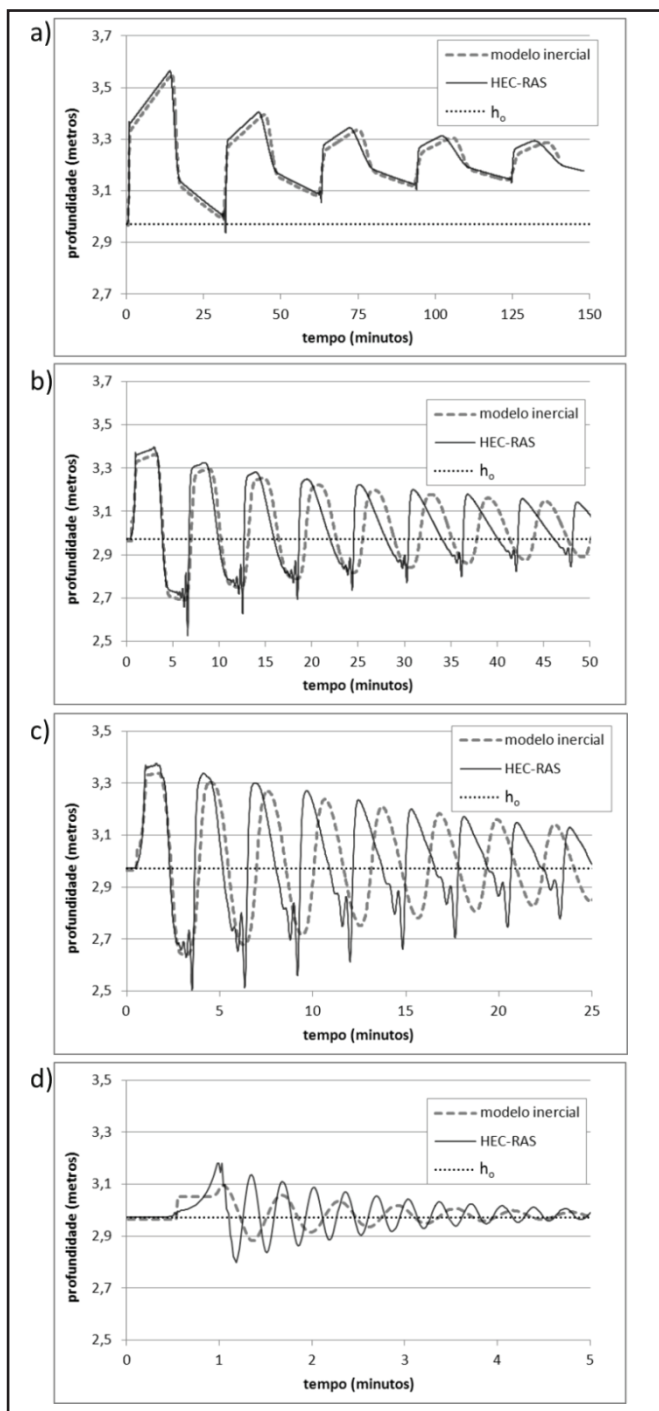 a)
profundidade (metros)
3,7
3,5
3,3
3,1
2,9
2,7
modelo inercial
HEC-RAS
ho
0 25 50 75 100 125 150
tempo (minutos)
b)
profundidade (metros)
3,7
3,5
3,3
3,1
2,9
2,7
2,5
modelo inercial
HEC-RAS
ho
0 5 10 15 20 25 30 35 40 45 50
tempo (minutos)
c)
profundidade (metros)
3,5
3,3
3,1
2,9
2,7
2,5
modelo inercial
HEC-RAS
ho
0 5 10 15 20 25
tempo (minutos)
d)
profundidade (metros)
3,5
3,3
3,1
2,9
2,7
2,5
modelo inercial
HEC-RAS
ho
0 1 2 3 4 5
tempo (minutos)